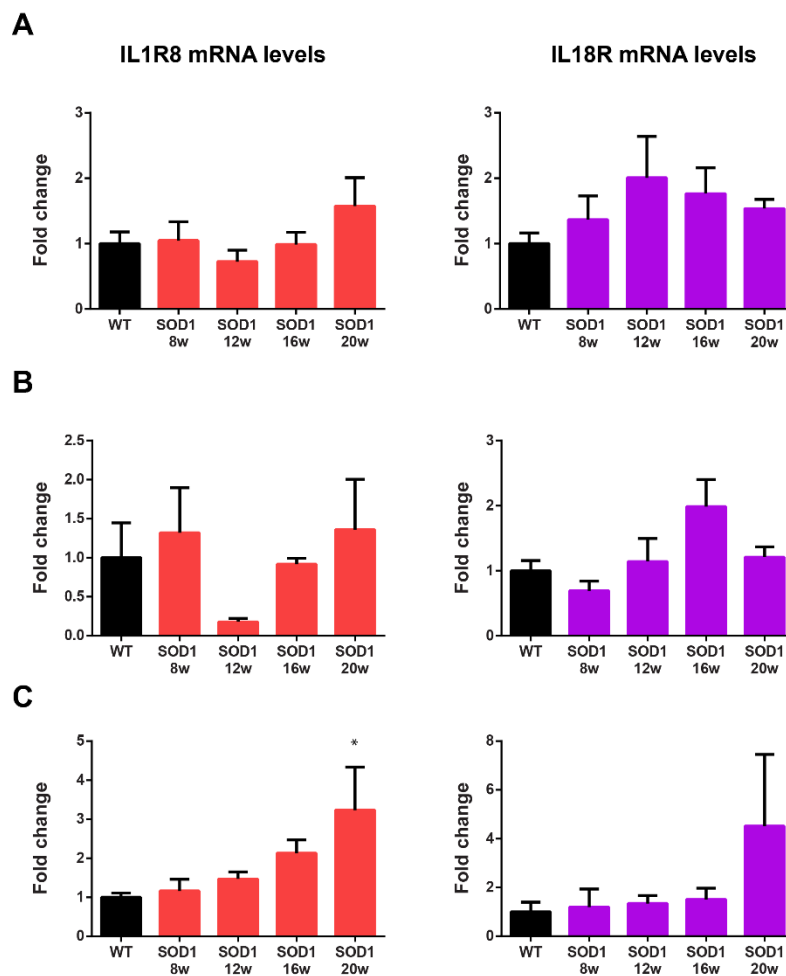 A
IL1R8 mRNA levels
IL18R mRNA levels
Fold change
3
2
1
0
WT
SOD1
8w
SOD1
12w
SOD1
16w
SOD1
20w
Fold change
3
2
1
0
WT
SOD1
8w
SOD1
12w
SOD1
16w
SOD1
20w
B
Fold change
2.5
2.0
1.5
1.0
0.5
0.0
WT
SOD1
8w
SOD1
12w
SOD1
16w
SOD1
20w
Fold change
3
2
1
0
WT
SOD1
8w
SOD1
12w
SOD1
16w
SOD1
20w
C
Fold change
5
4
3
2
1
0
*
WT
SOD1
8w
SOD1
12w
SOD1
16w
SOD1
20w
Fold change
8
6
4
2
0
WT
SOD1
8w
SOD1
12w
SOD1
16w
SOD1
20w